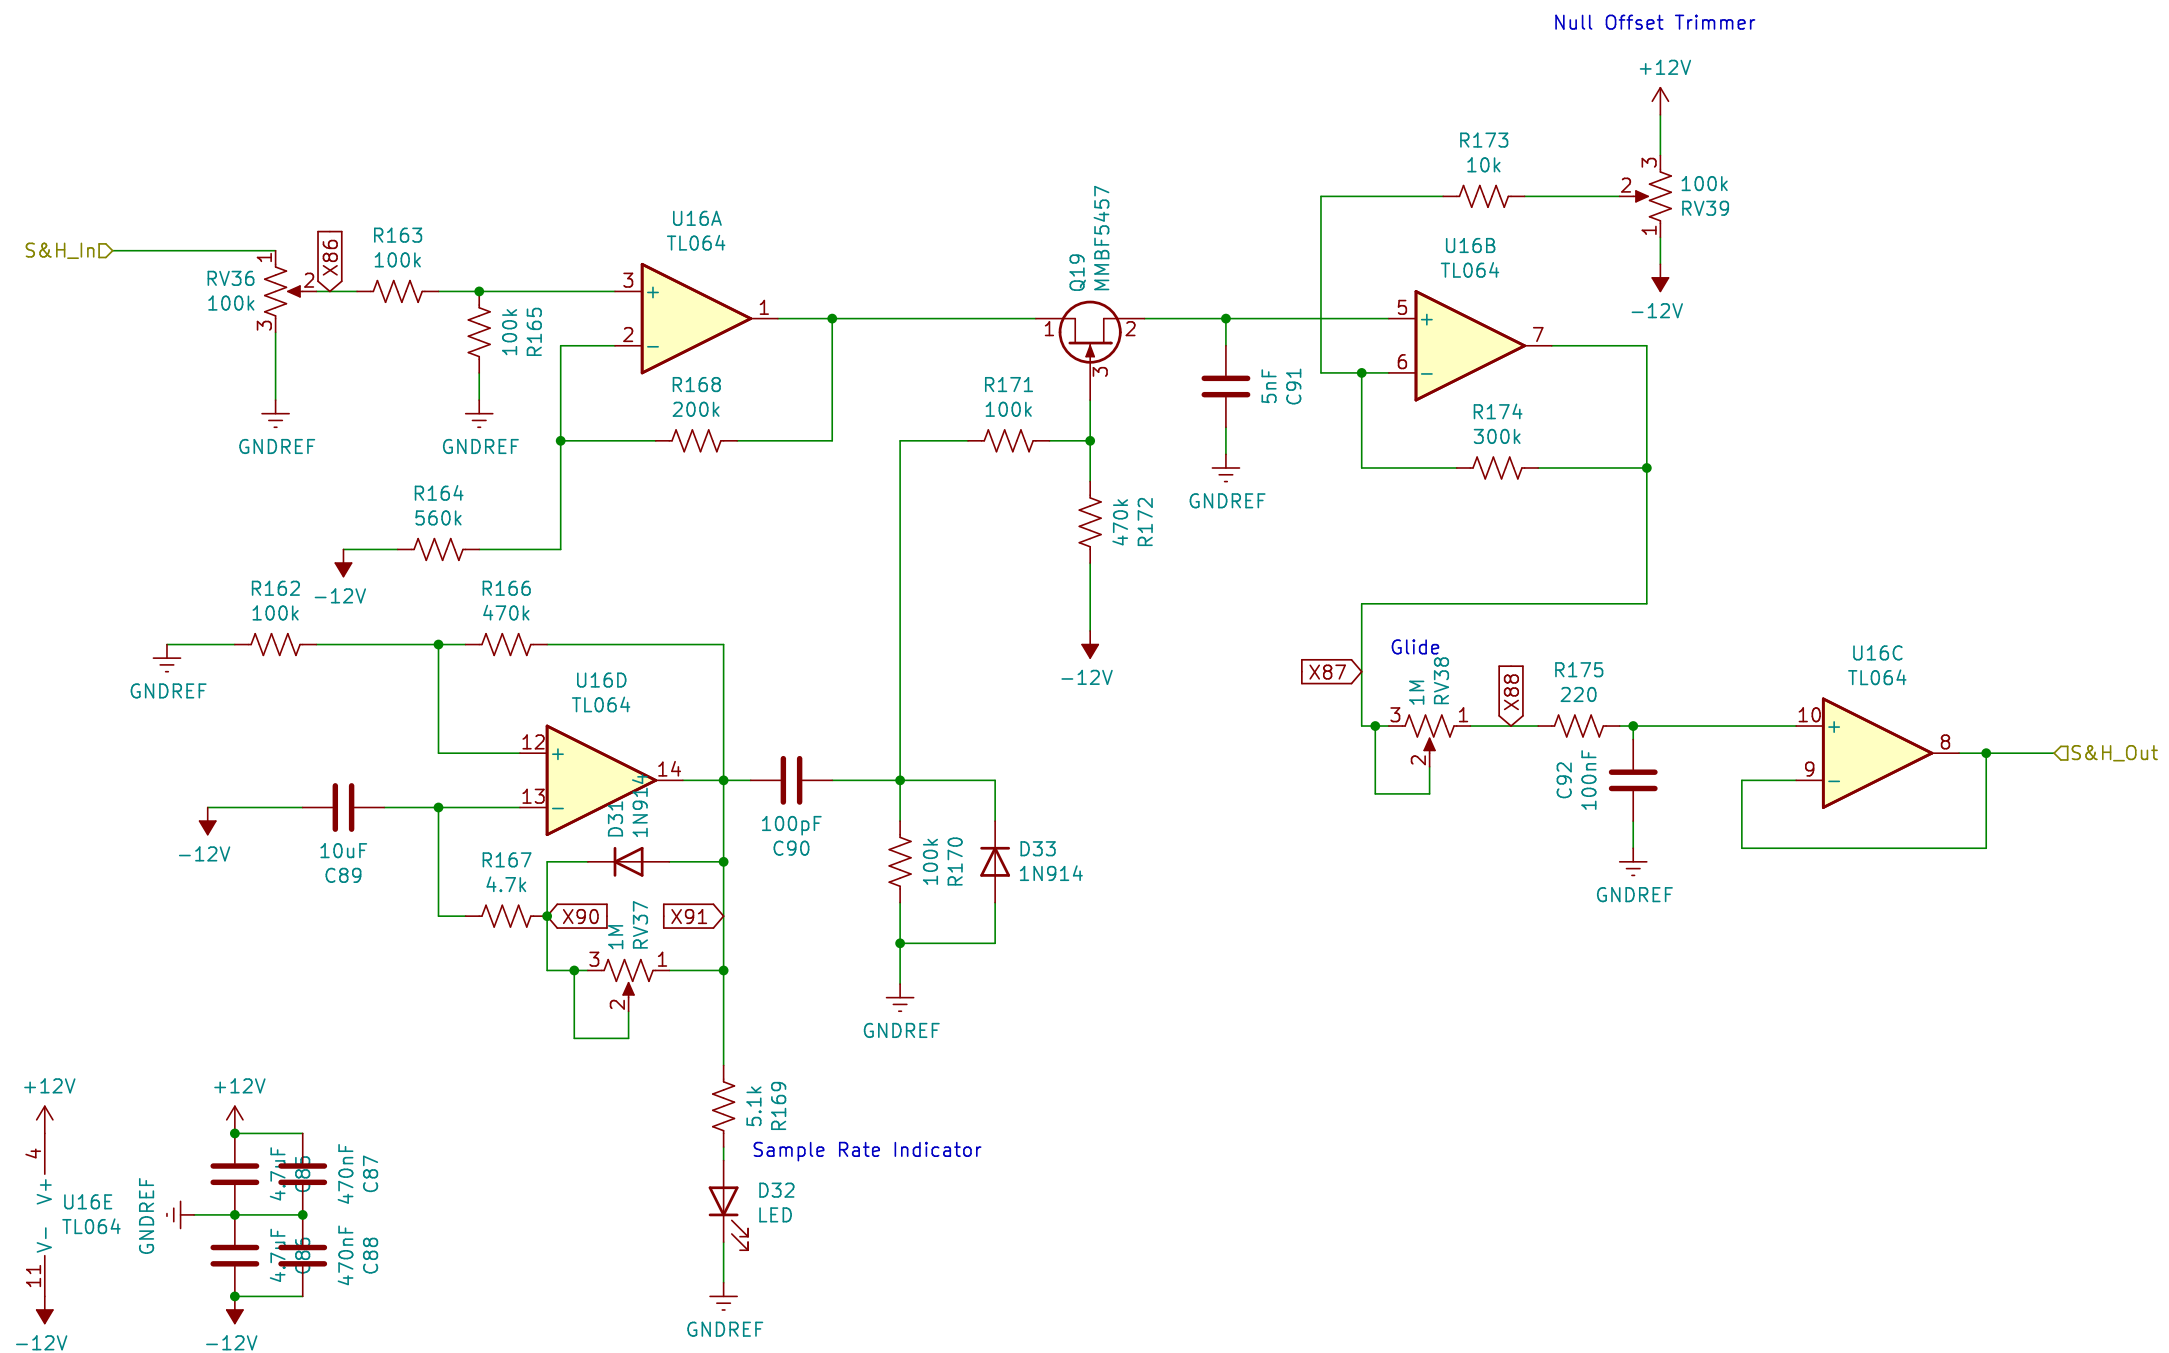 Null Offset Trimmer
+12V
3
2
100k
RV39
1
-12V
R173
10k
S&H_In
1
RV36
100k
2
3
GNDREF
X86
R163
100k
100k
R165
GNDREF
U16A
TL064
3
+
2
-
1
R168
200k
R164
560k
-12V
Q19
MMBF5457
1
2
3
R171
100k
470k
R172
-12V
5nF
C91
GNDREF
U16B
TL064
5
+
6
-
7
R174
300k
R162
100k
GNDREF
R166
470k
U16D
TL064
12
+
13
-
14
-12V
10uF
C89
D31
1N914
R167
4.7k
X90
X91
1M
RV37
3
1
2
100pF
C90
100k
R170
D33
1N914
GNDREF
X87
Glide
1M
RV38
3
1
2
X88
R175
220
C92
100nF
GNDREF
U16C
TL064
10
+
9
-
8
S&H_Out
5.1k
R169
Sample Rate Indicator
D32
LED
GNDREF
+12V
4
V+
U16E
TL064
V-
11
-12V
+12V
GNDREF
4.7uF
C85
470nF
C87
4.7uF
C86
470nF
C88
-12V